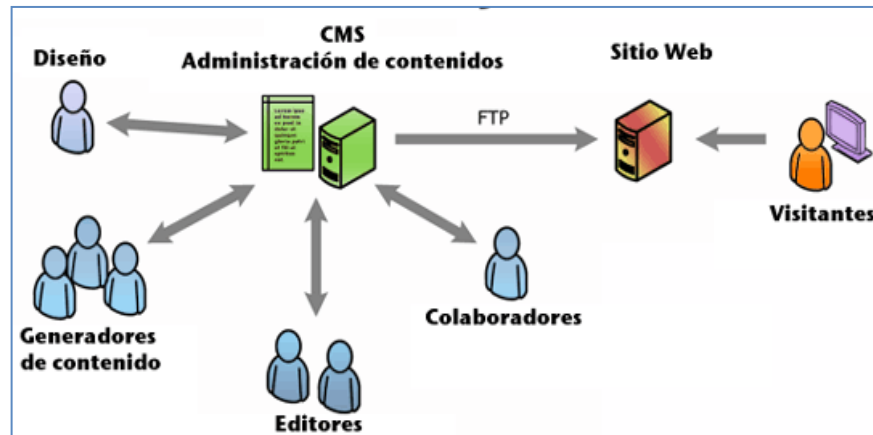 CMS
Diseño
Administración de contenidos
Sitio Web
FTP
Visitantes
Colaboradores
Generadores
de contenido
Editores